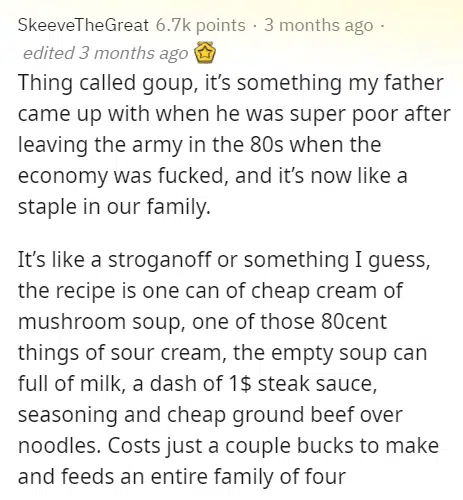 SkeeveTheGreat 6.7k points · 3 months ago ·
edited 3 months ago
Thing called goup, it’s something my father
came up with when he was super poor after
leaving the army in the 80s when the
economy was fucked, and it’s now like a
staple in our family.
It’s like a stroganoff or something I guess,
the recipe is one can of cheap cream of
mushroom soup, one of those 80cent
things of sour cream, the empty soup can
full of milk, a dash of 1$ steak sauce,
seasoning and cheap ground beef over
noodles. Costs just a couple bucks to make
and feeds an entire family of four